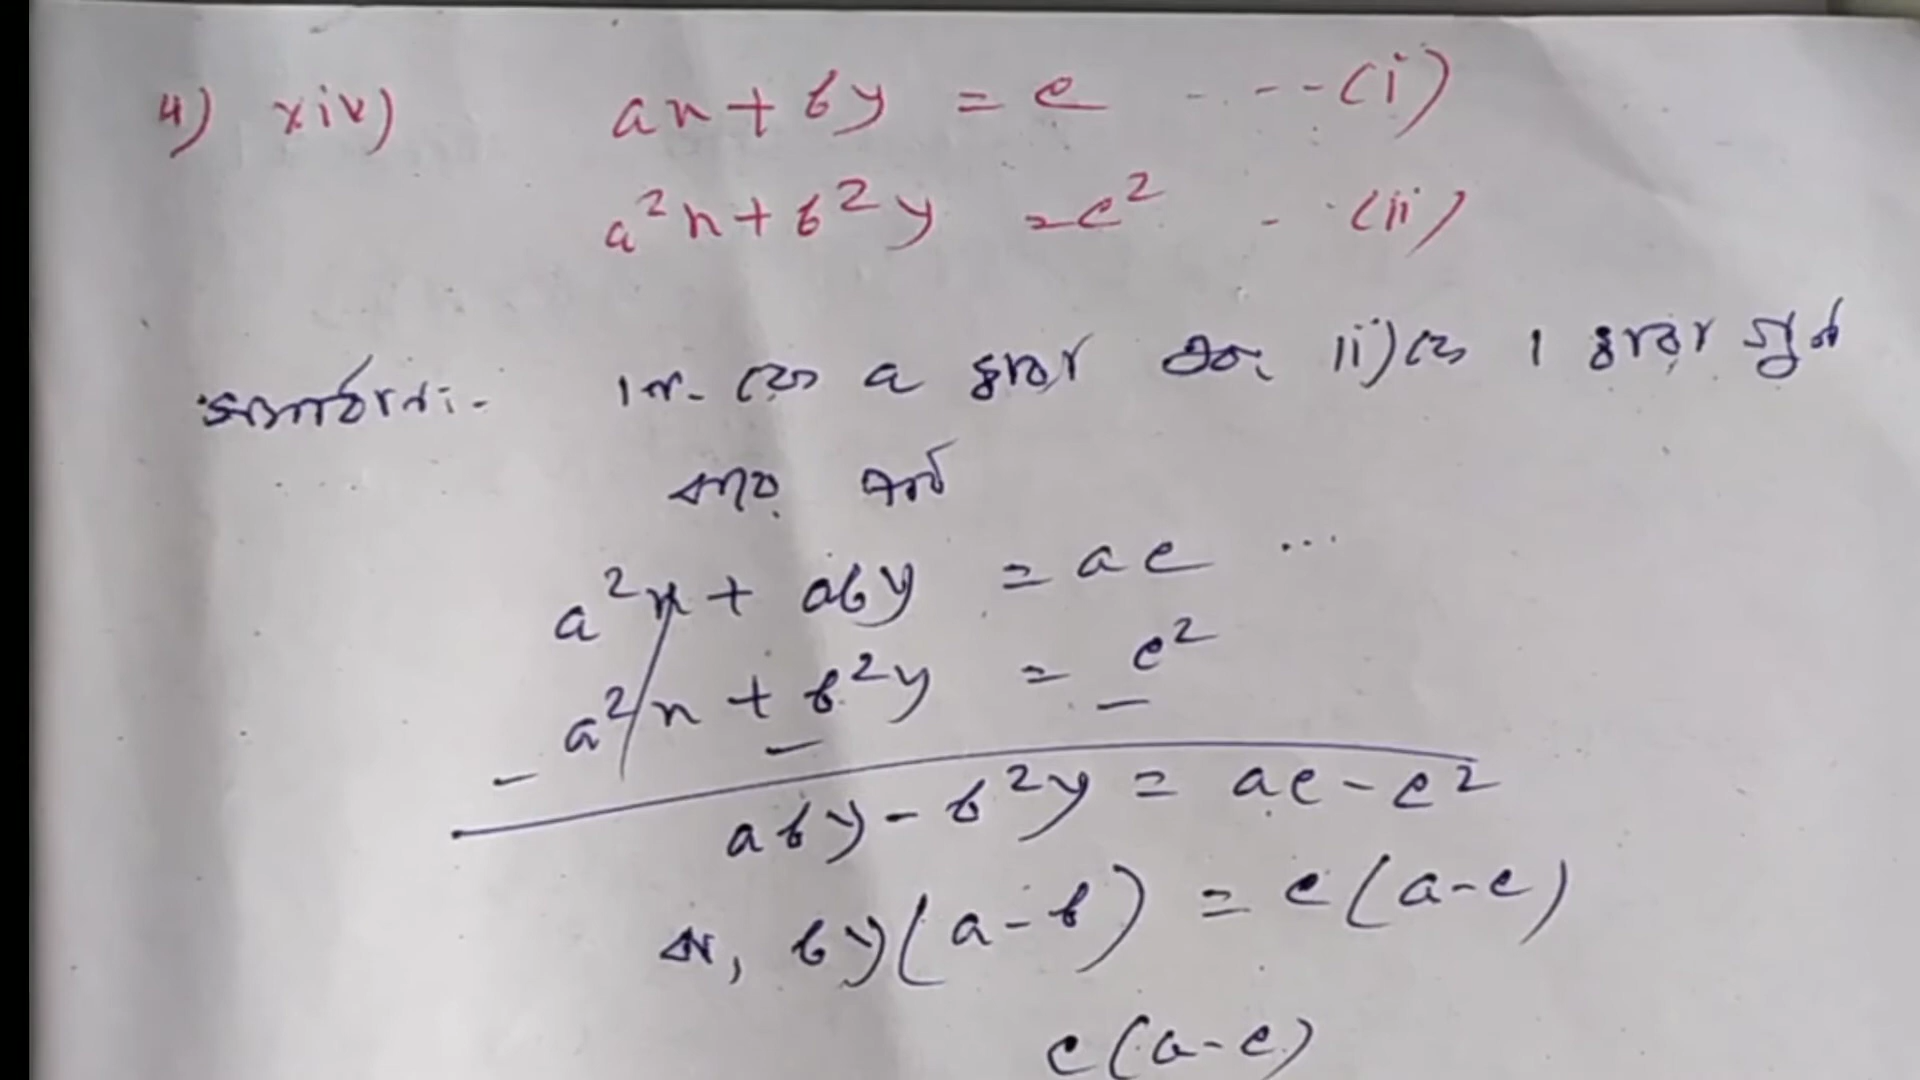 4) xiv) ax + by = c ---(i)
a²x + b²y = c² - (ii)
সমাধান:- ১নং কে a দ্বারা এবং ii)কে 1 দ্বারা গুণ
করে পাই
a²x + aby = ac ...
a²x + b²y = c²
- - -
aby - b²y = ac - c²
বা, by(a-b) = c(a-c)
c(a-c)